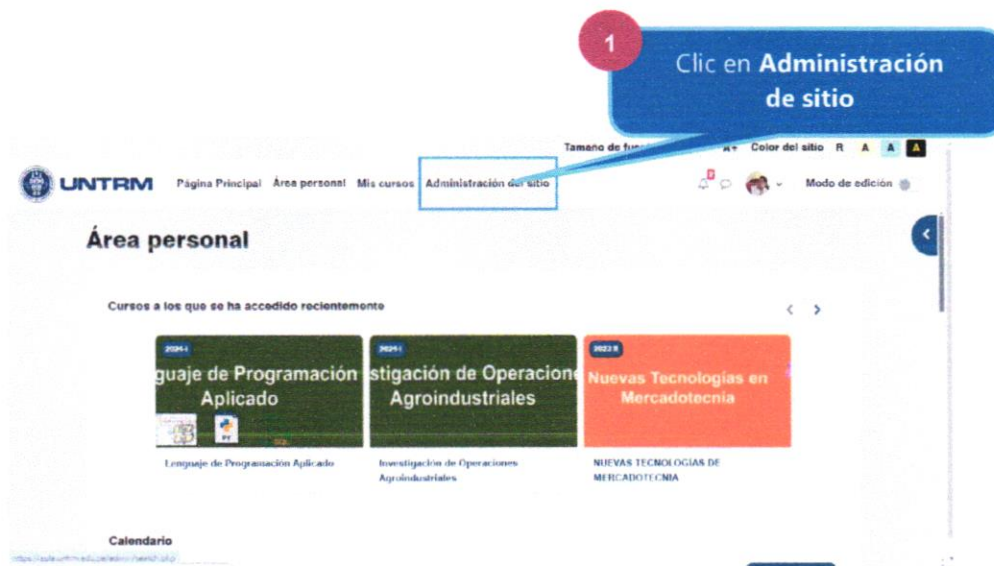 1
Clic en Administración
de sitio
Tamaño de
A+ Color del sitio R A A A
UNTRM Página Principal Área personal Mis cursos Administración del sitio
Modo de edición
Área personal
Cursos a los que se ha accedido recientemente
2024-I
2024-I
2023-II
guaje de Programación
Aplicado
stigación de Operacione
Agroindustriales
Nuevas Tecnologías en
Mercadotecnia
Lenguaje de Programación Aplicado
Investigación de Operaciones
Agroindustriales
NUEVAS TECNOLOGÍAS DE
MERCADOTECNIA
Calendario